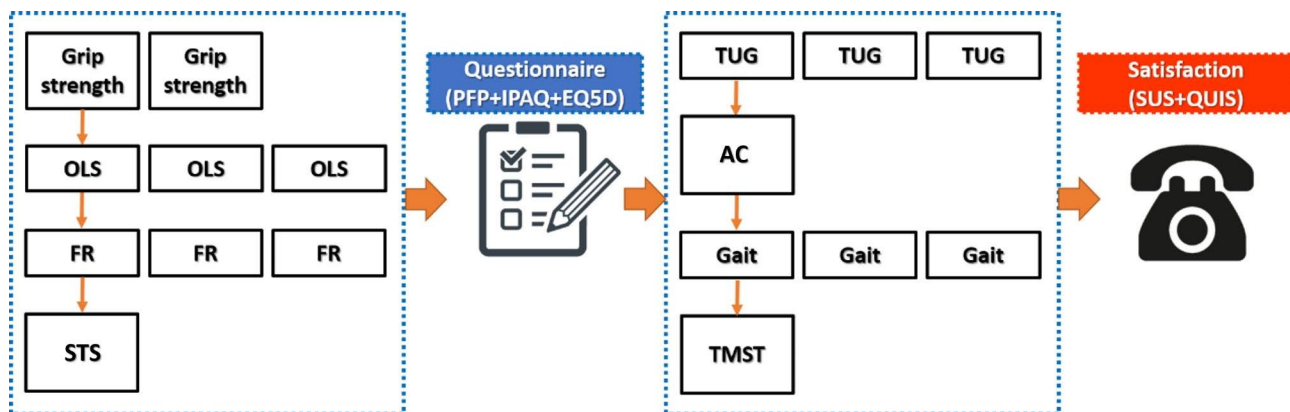 Grip
strength
Grip
strength
OLS
OLS
OLS
FR
FR
FR
STS
Questionnaire
(PFP+IPAQ+EQ5D)
TUG
TUG
TUG
AC
Gait
Gait
Gait
TMST
Satisfaction
(SUS+QUIS)